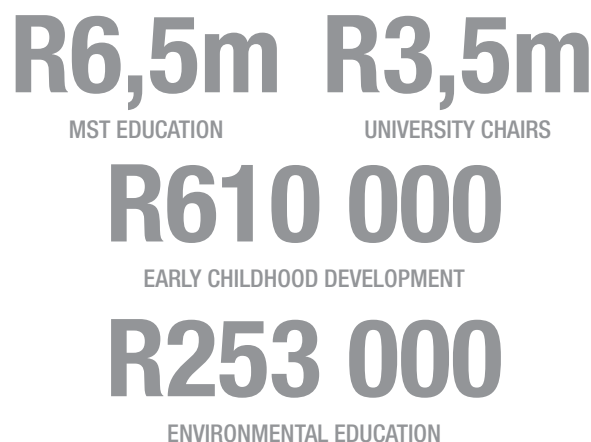 R6,5m R3,5m
MST EDUCATION UNIVERSITY CHAIRS
R610 000
EARLY CHILDHOOD DEVELOPMENT
R253 000
ENVIRONMENTAL EDUCATION